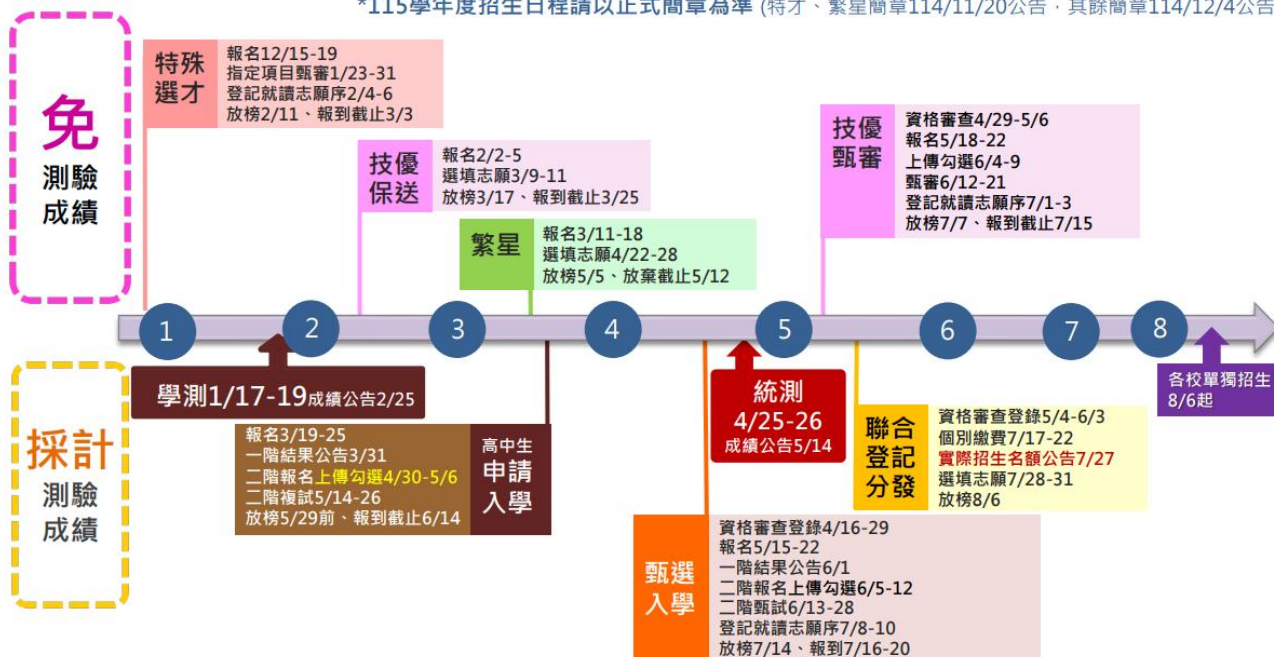 *115學年度招生日程請以正式簡章為準 (特才、繁星簡章114/11/20公告，其餘簡章114/12/4公告
免
測驗
成績
特殊
選才
報名12/15-19
指定項目甄審1/23-31
登記就讀志願序2/4-6
放榜2/11、報到截止3/3
技優
保送
報名2/2-5
選填志願3/9-11
放榜3/17、報到截止3/25
繁星
報名3/11-18
選填志願4/22-28
放榜5/5、放棄截止5/12
技優
甄審
資格審查4/29-5/6
報名5/18-22
上傳勾選6/4-9
甄審6/12-21
登記就讀志願序7/1-3
放榜7/7、報到截止7/15
1 2 3 4 5 6 7 8
採計
測驗
成績
學測1/17-19成績公告2/25
報名3/19-25
一階結果公告3/31
二階報名上傳勾選4/30-5/6
二階複試5/14-26
放榜5/29前、報到截止6/14
高中生
申請
入學
統測
4/25-26
成績公告5/14
甄選
入學
資格審查登錄4/16-29
報名5/15-22
一階結果公告6/1
二階報名上傳勾選6/5-12
二階甄試6/13-28
登記就讀志願序7/8-10
放榜7/14、報到7/16-20
聯合
登記
分發
資格審查登錄5/4-6/3
個別繳費7/17-22
實際招生名額公告7/27
選填志願7/28-31
放榜8/6
各校單獨招生
8/6起